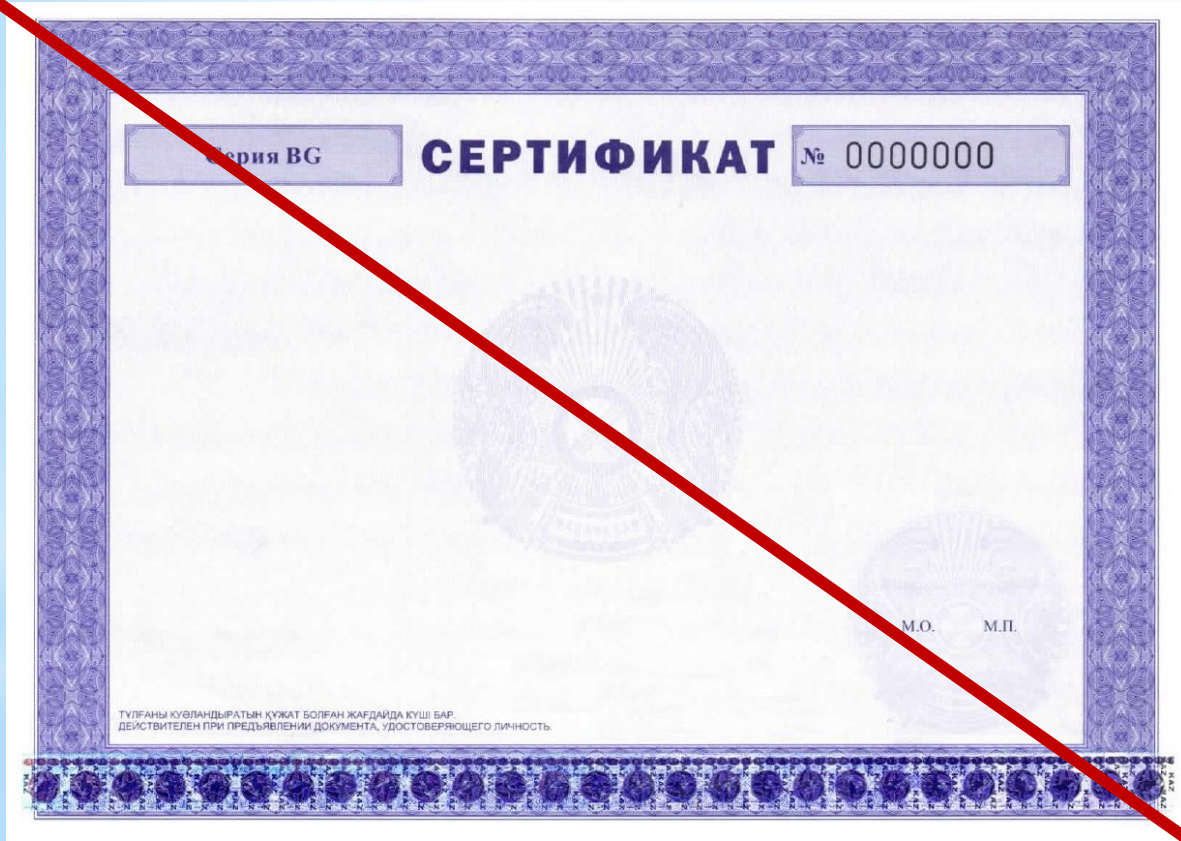 Серия BG
СЕРТИФИКАТ
№ 0000000
М.О. М.П.
ТҰЛҒАНЫ КУӘЛАНДЫРАТЫН ҚҰЖАТ БОЛҒАН ЖАҒДАЙДА КҮШІ БАР.
ДЕЙСТВИТЕЛЕН ПРИ ПРЕДЪЯВЛЕНИИ ДОКУМЕНТА, УДОСТОВЕРЯЮЩЕГО ЛИЧНОСТЬ.